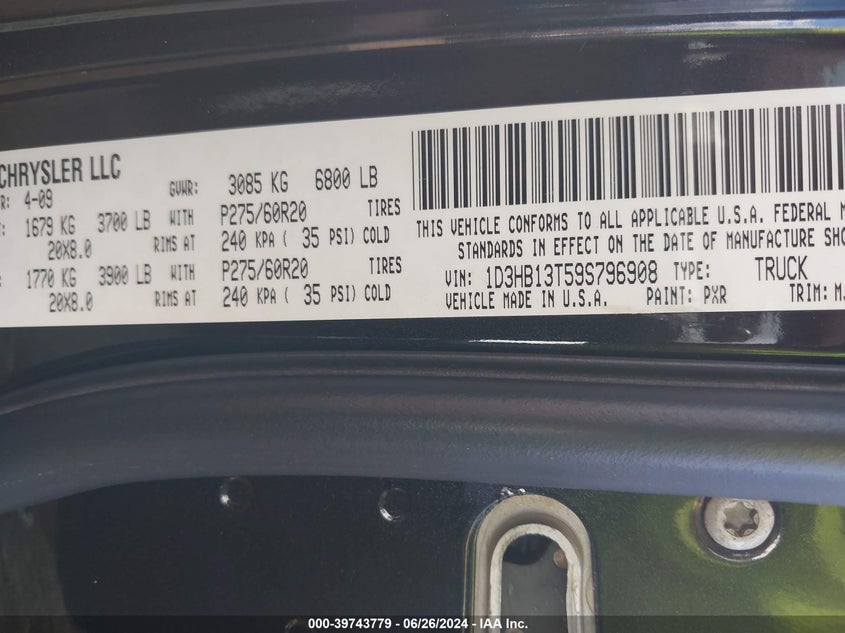 CHRYSLER LLC
R: 4-09 GVWR: 3085 KG 6800 LB
: 1679 KG 3700 LB WITH P275/60R20 TIRES
20X8.0 RIMS AT 240 KPA ( 35 PSI) COLD
: 1770 KG 3900 LB WITH P275/60R20 TIRES
20X8.0 RIMS AT 240 KPA ( 35 PSI) COLD
THIS VEHICLE CONFORMS TO ALL APPLICABLE U.S.A. FEDERAL M
STANDARDS IN EFFECT ON THE DATE OF MANUFACTURE SHO
VIN: 1D3HB13T59S796908 TYPE: TRUCK
VEHICLE MADE IN U.S.A. PAINT: PXR TRIM: M
000-39743779 | 06/26/2024 - IAA Inc.